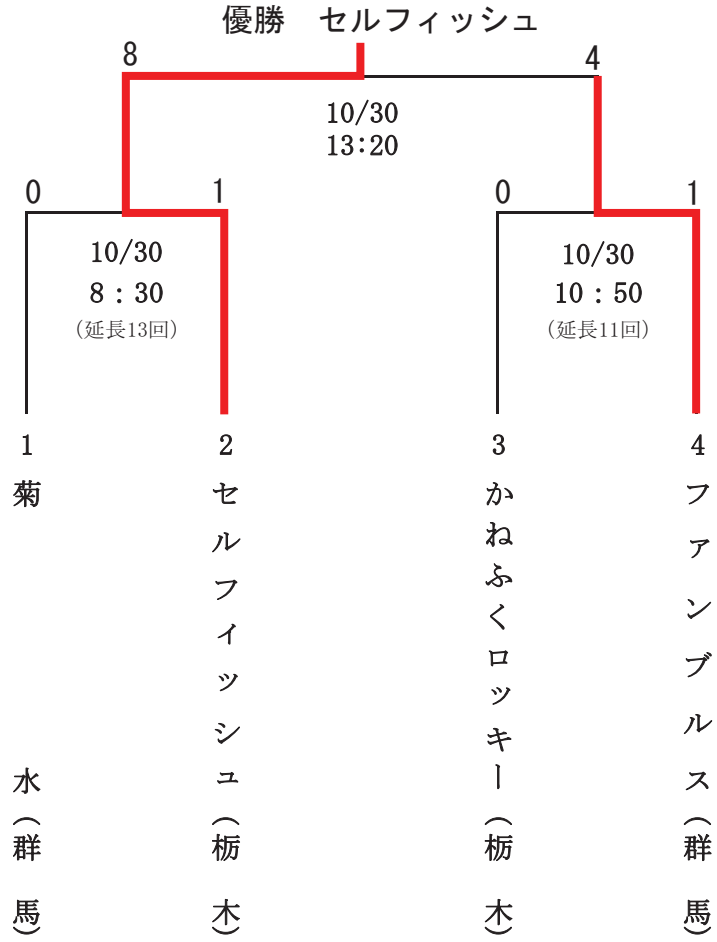 優勝　セルフィッシュ
8
4
10/30
13:20
0
1
0
1
10/30
8：30
（延長13回）
10/30
10：50
（延長11回）
1
2
3
4
菊水（群馬）
セルフィッシュ（栃木）
かねふくロッキー（栃木）
ファンブルス（群馬）